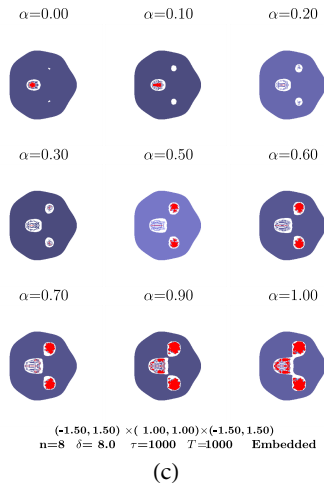 α=0.00 α=0.10 α=0.20
α=0.30 α=0.50 α=0.60
α=0.70 α=0.90 α=1.00
(-1.50, 1.50) ×( 1.00, 1.00)×(-1.50, 1.50)
n=8 δ= 8.0 τ=1000 T=1000 Embedded
(c)